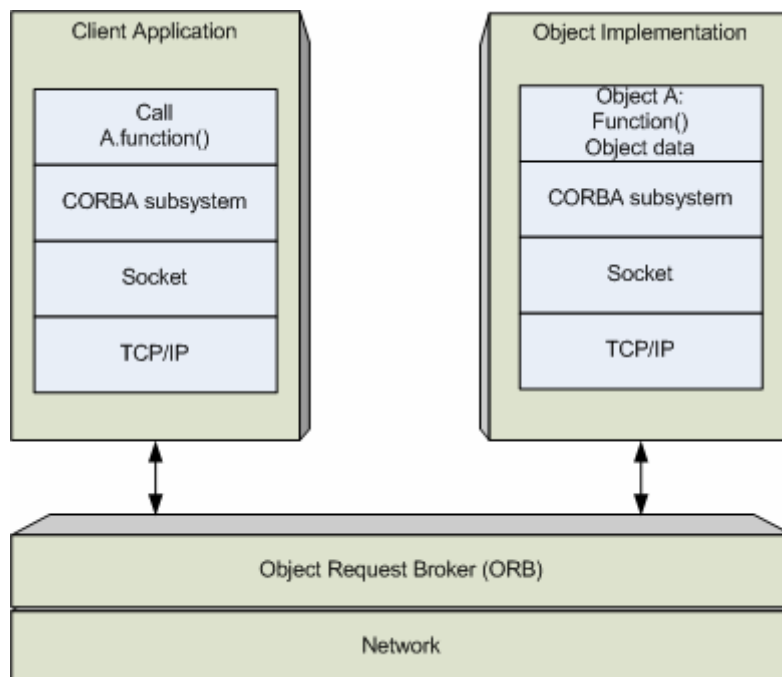 Client Application
Call
A.function()
CORBA subsystem
Socket
TCP/IP
Object Implementation
Object A:
Function()
Object data
CORBA subsystem
Socket
TCP/IP
Object Request Broker (ORB)
Network